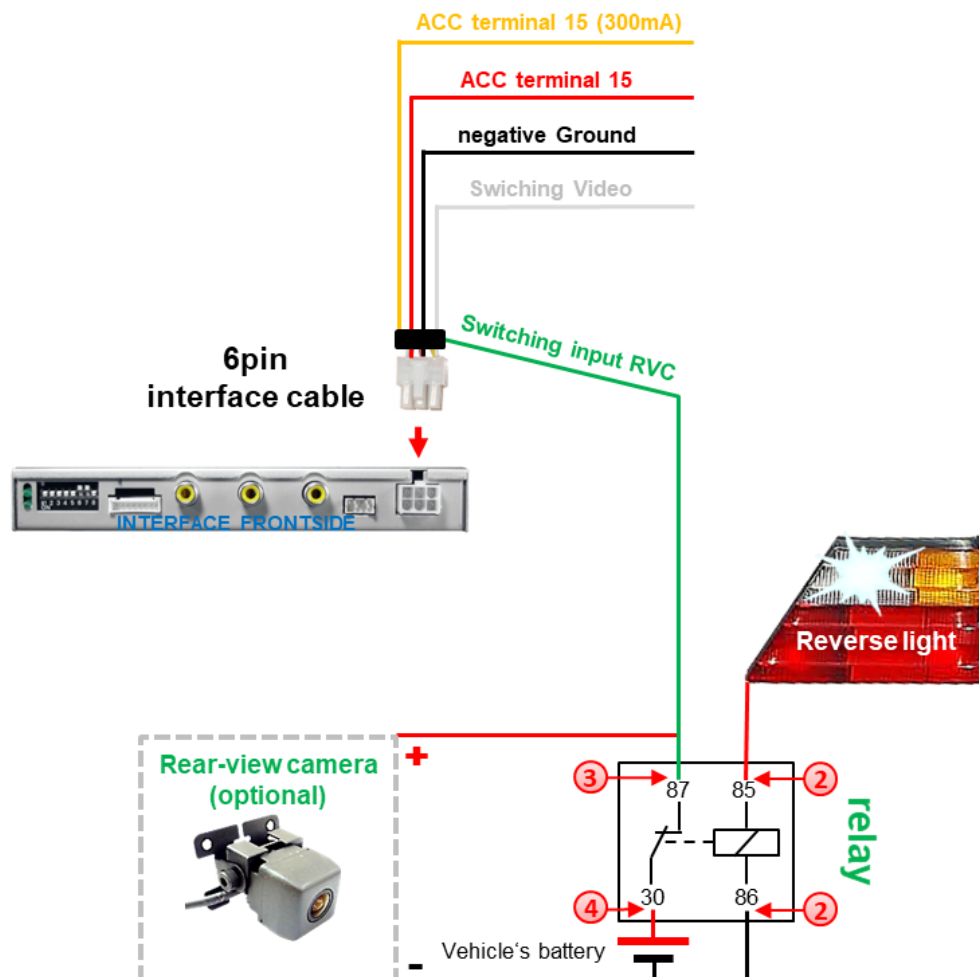 ACC terminal 15 (300mA)
ACC terminal 15
negative Ground
Swiching Video
Switching input RVC
6pin
interface cable
INTERFACE FRONTSIDE
Reverse light
Rear-view camera
(optional)
+
-
3
87
85
2
relay
4
30
86
2
Vehicle‘s battery